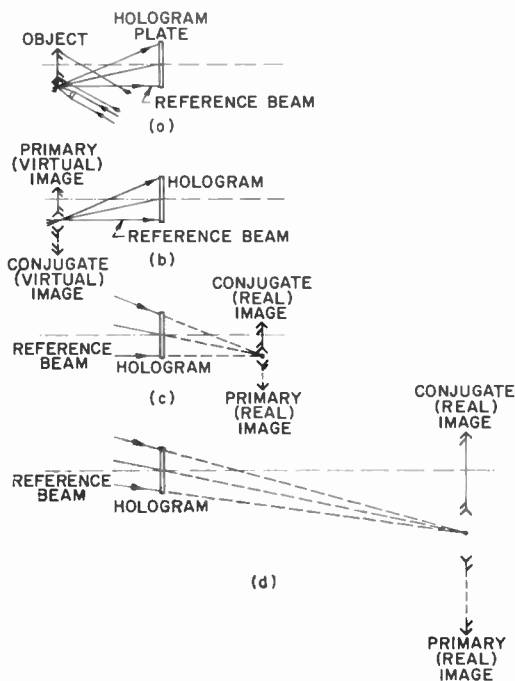 OBJECT
HOLOGRAM
PLATE
REFERENCE BEAM
(a)
PRIMARY
(VIRTUAL)
IMAGE
HOLOGRAM
REFERENCE BEAM
(b)
CONJUGATE
(VIRTUAL)
IMAGE
CONJUGATE
(REAL)
IMAGE
REFERENCE
BEAM
HOLOGRAM
(c)
PRIMARY
(REAL)
IMAGE
CONJUGATE
(REAL)
IMAGE
REFERENCE
BEAM
HOLOGRAM
(d)
PRIMARY
(REAL)
IMAGE